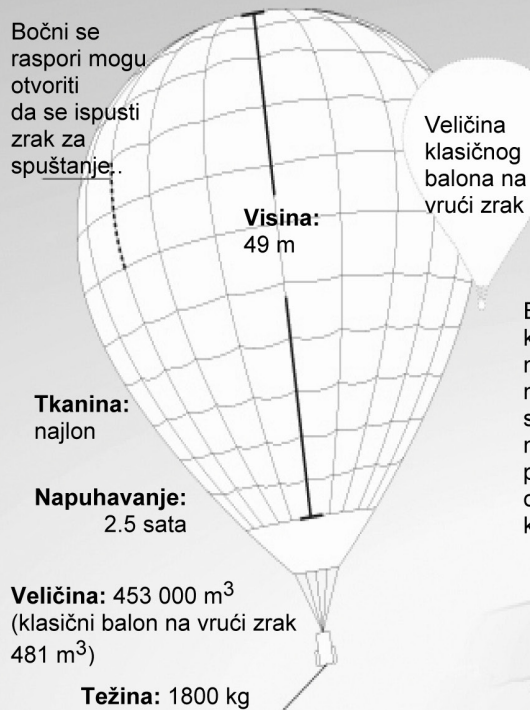 Bočni se
raspori mogu
otvoriti
da se ispusti
zrak za
spuštanje..
Veličina
klasičnog
balona na
vrući zrak
Visina:
49 m
Tkanina:
najlon
Napuhavanje:
2.5 sata
Veličina: 453 000 m³
(klasični balon na vrući zrak
481 m³)
Težina: 1800 kg